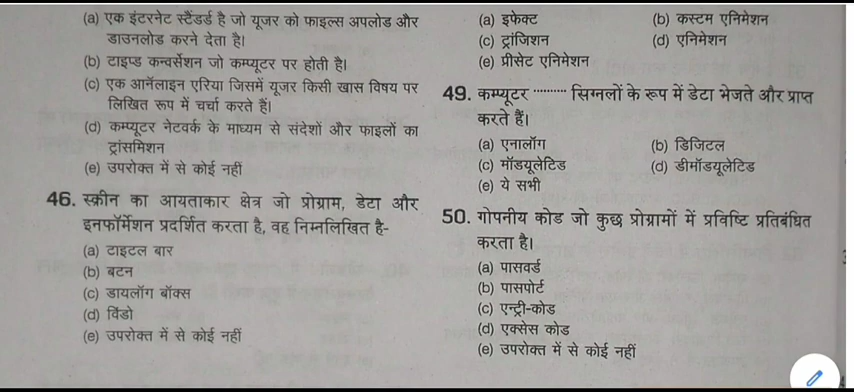 (a) एक इंटरनेट स्टैंडर्ड है जो यूजर को फाइल्स अपलोड और
डाउनलोड करने देता है।
(b) टाइप्ड कन्वर्सेशन जो कम्प्यूटर पर होती है।
(c) एक आनॅलाइन एरिया जिसमें यूजर किसी खास विषय पर
लिखित रूप में चर्चा करते हैं।
(d) कम्प्यूटर नेटवर्क के माध्यम से संदेशों और फाइलों का
ट्रांसमिशन
(e) उपरोक्त में से कोई नहीं
46. स्क्रीन का आयताकार क्षेत्र जो प्रोग्राम, डेटा और
इनफॉर्मेशन प्रदर्शित करता है, वह निम्नलिखित है-
(a) टाइटल बार
(b) बटन
(c) डायलॉग बॉक्स
(d) विंडो
(e) उपरोक्त में से कोई नहीं
(a) इफेक्ट (b) कस्टम एनिमेशन
(c) ट्रांजिशन (d) एनिमेशन
(e) प्रीसेट एनिमेशन
49. कम्प्यूटर .......... सिग्नलों के रूप में डेटा भेजते और प्राप्त
करते हैं।
(a) एनालॉग (b) डिजिटल
(c) मॉडयूलेटिड (d) डीमॉडयूलेटिड
(e) ये सभी
50. गोपनीय कोड जो कुछ प्रोग्रामों में प्रविष्टि प्रतिबंधित
करता है।
(a) पासवर्ड
(b) पासपोर्ट
(c) एन्ट्री-कोड
(d) एक्सेस कोड
(e) उपरोक्त में से कोई नहीं